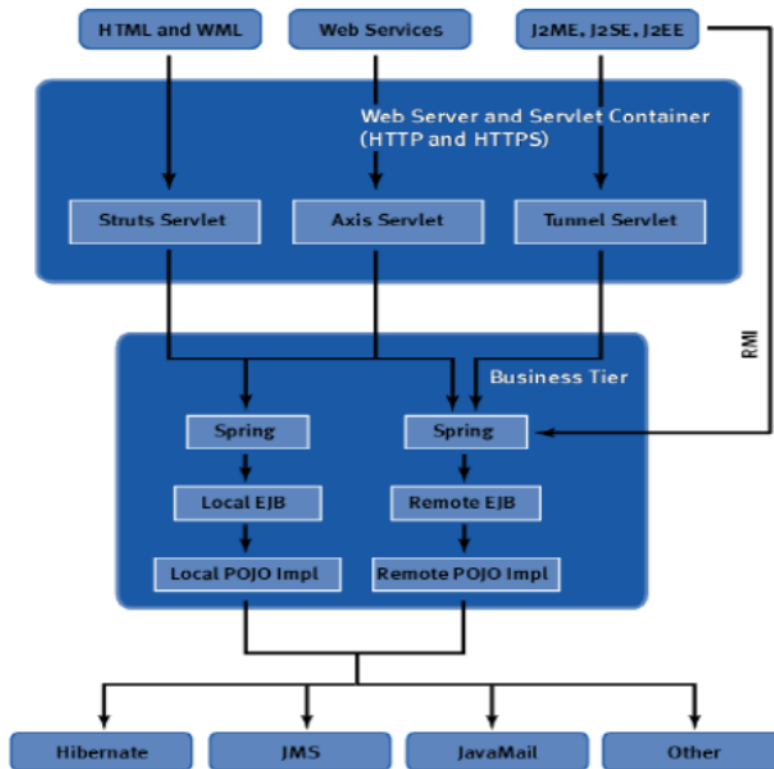 HTML and WML
Web Services
J2ME, J2SE, J2EE
Web Server and Servlet Container
(HTTP and HTTPS)
Struts Servlet
Axis Servlet
Tunnel Servlet
RMI
Business Tier
Spring
Spring
Local EJB
Remote EJB
Local POJO Impl
Remote POJO Impl
Hibernate
JMS
JavaMail
Other